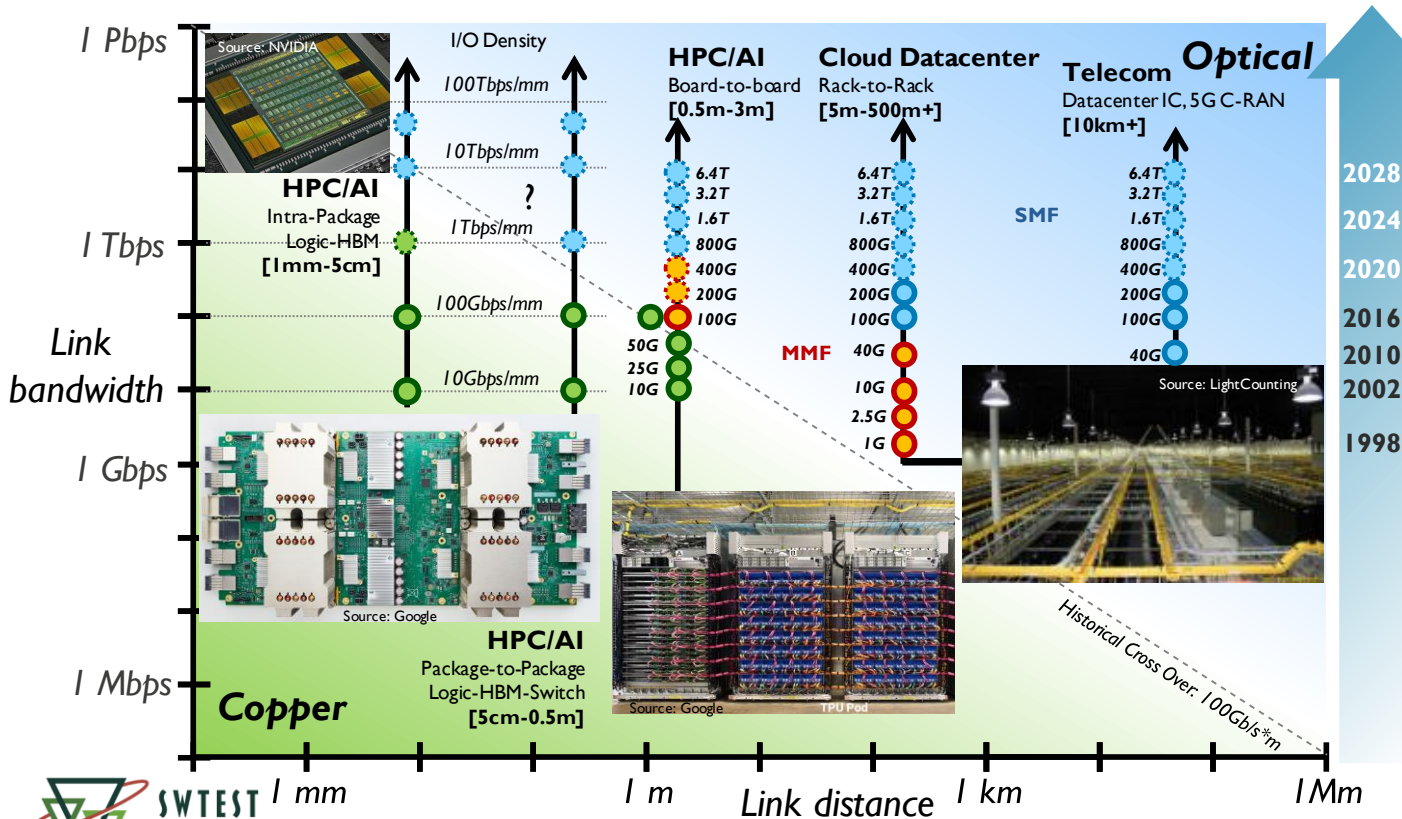 1 Pbps
Source: NVIDIA
I/O Density
100Tbps/mm
10Tbps/mm
?
1Tbps/mm
100Gbps/mm
10Gbps/mm
HPC/AI
Intra-Package
Logic-HBM
[1mm-5cm]
HPC/AI
Board-to-board
[0.5m-3m]
6.4T
3.2T
1.6T
800G
400G
200G
100G
50G
25G
10G
Cloud Datacenter
Rack-to-Rack
[5m-500m+]
6.4T
3.2T
1.6T
800G
400G
200G
100G
MMF
40G
10G
2.5G
1G
Optical
Telecom
Datacenter IC, 5G C-RAN
[10km+]
6.4T
3.2T
1.6T
800G
400G
200G
100G
40G
SMF
2028
2024
2020
2016
2010
2002
1998
1 Tbps
Link
bandwidth
1 Gbps
1 Mbps
Source: Google
HPC/AI
Package-to-Package
Logic-HBM-Switch
[5cm-0.5m]
Copper
Source: Google
TPU Pod
Source: LightCounting
Historical Cross Over: 100Gb/s*m
SWTEST
1 mm
1 m
Link distance
1 km
1 Mm